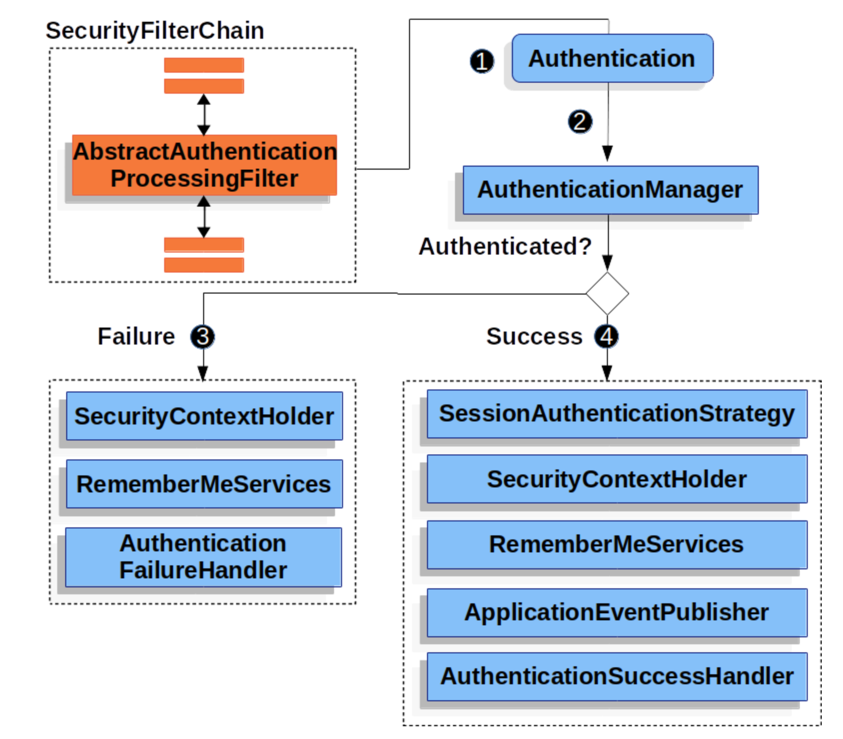 SecurityFilterChain
AbstractAuthentication
ProcessingFilter
1
Authentication
2
AuthenticationManager
Authenticated?
Failure 3
Success 4
SecurityContextHolder
RememberMeServices
Authentication
FailureHandler
SessionAuthenticationStrategy
SecurityContextHolder
RememberMeServices
ApplicationEventPublisher
AuthenticationSuccessHandler